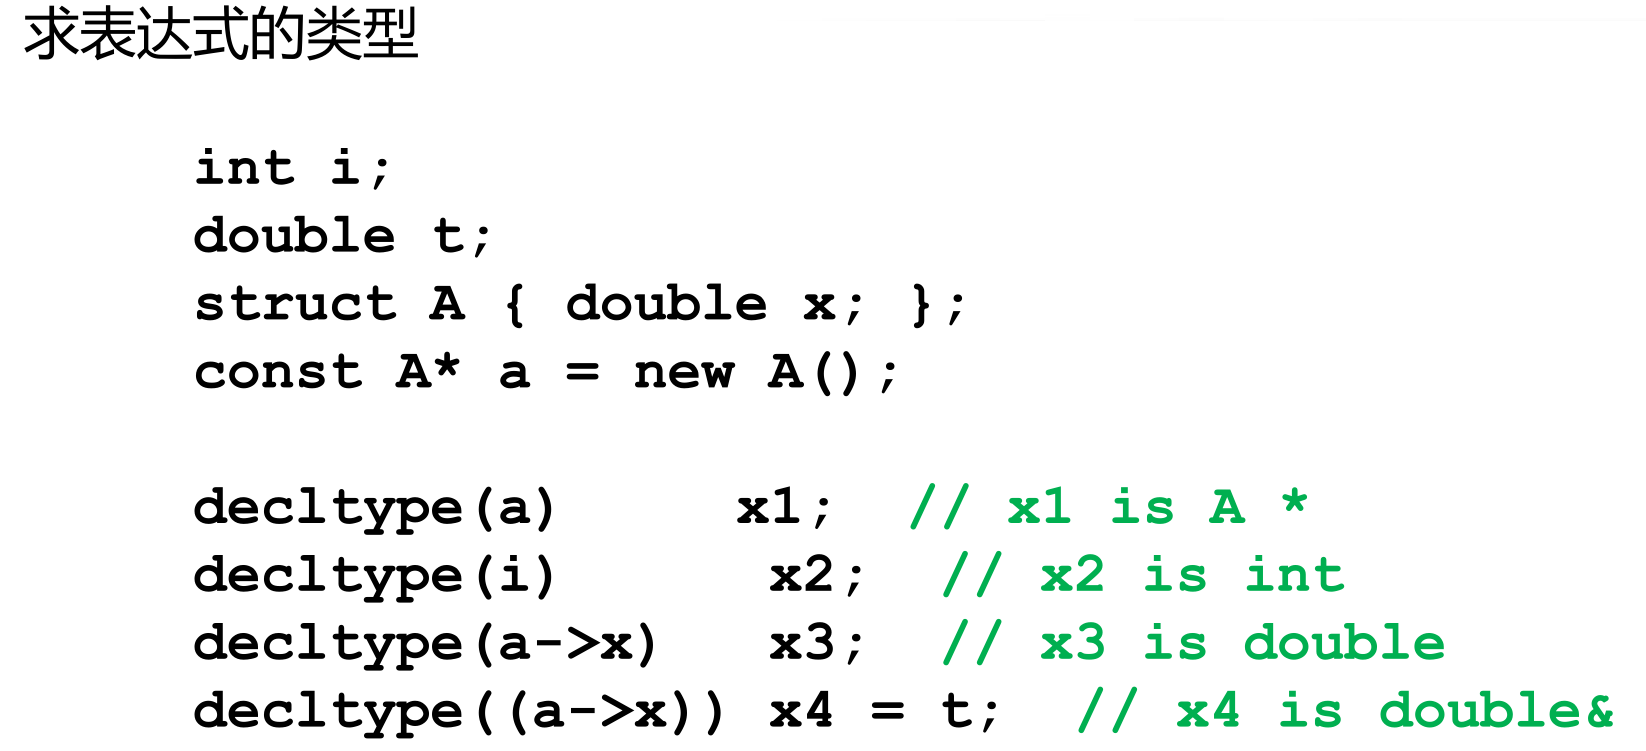 求表达式的类型
int i;
double t;
struct A { double x; };
const A* a = new A();
decltype(a) x1; // x1 is A *
decltype(i) x2; // x2 is int
decltype(a->x) x3; // x3 is double
decltype((a->x)) x4 = t; // x4 is double&